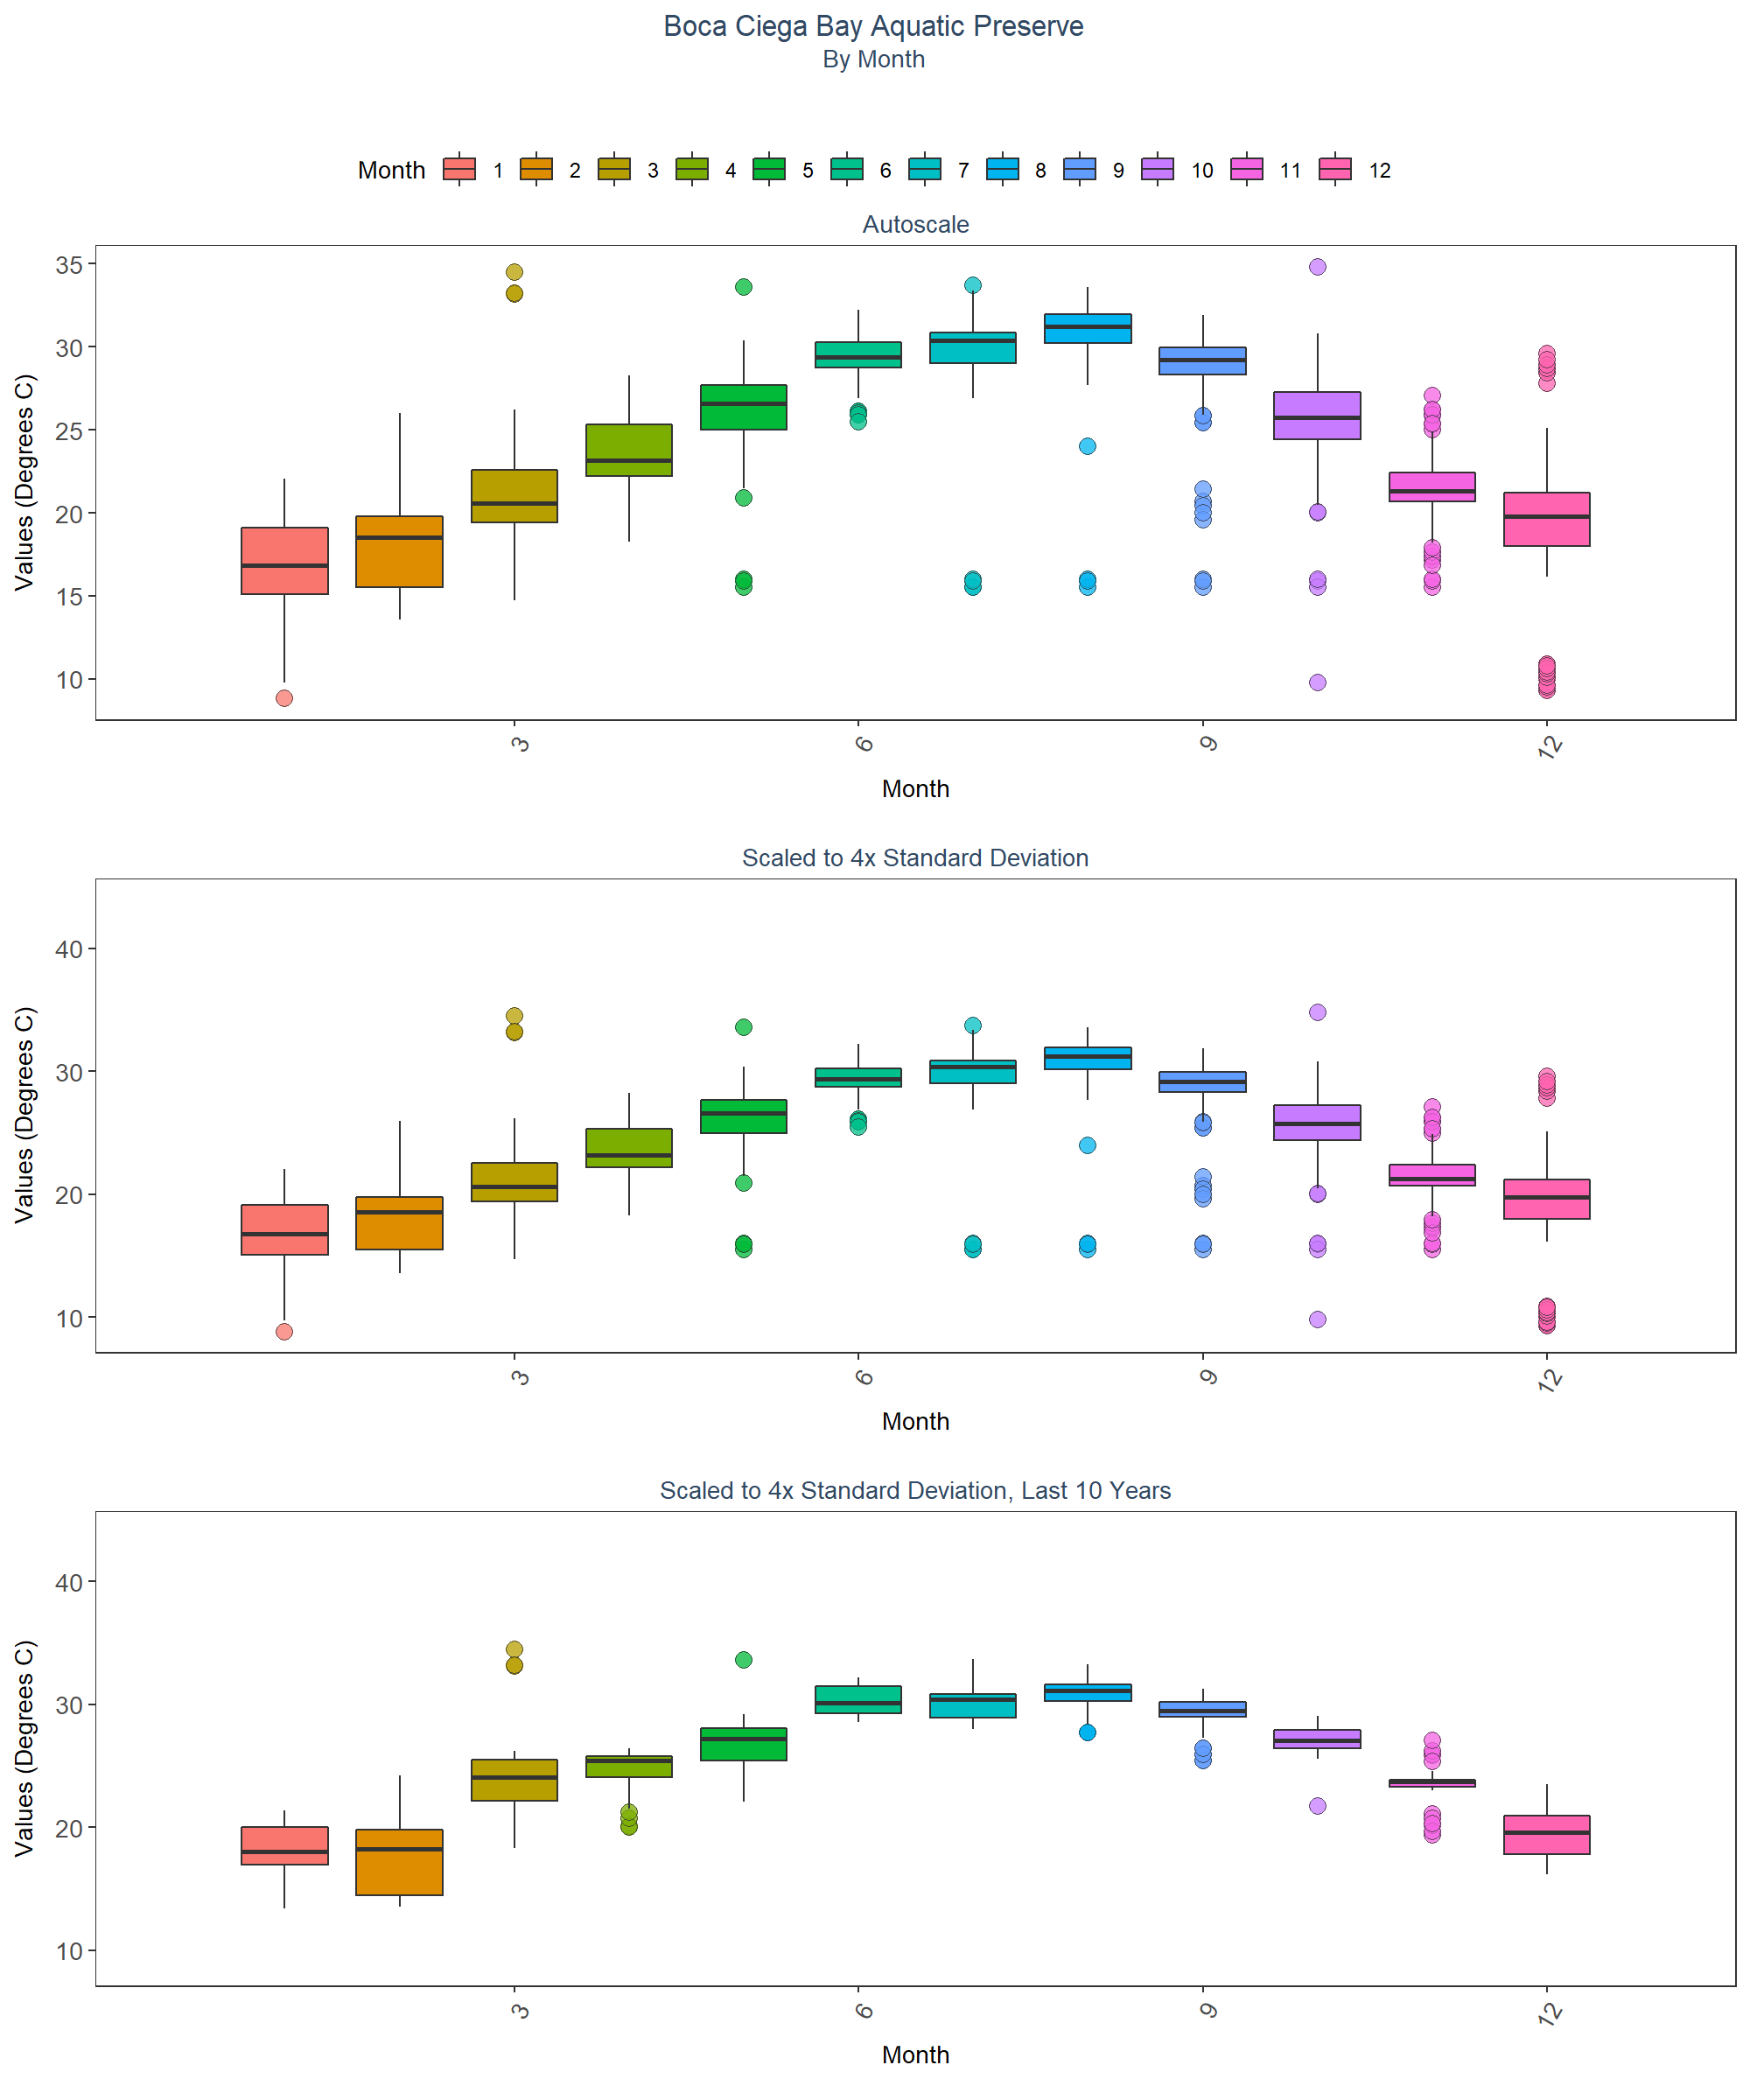 Boca Ciega Bay Aquatic Preserve
By Month
Month 1 2 3 4 5 6 7 8 9 10 11 12
Autoscale
Values (Degrees C)
35
30
25
20
15
10
3 6 9 12
Month
Scaled to 4x Standard Deviation
Values (Degrees C)
40
30
20
10
3 6 9 12
Month
Scaled to 4x Standard Deviation, Last 10 Years
Values (Degrees C)
40
30
20
10
3 6 9 12
Month